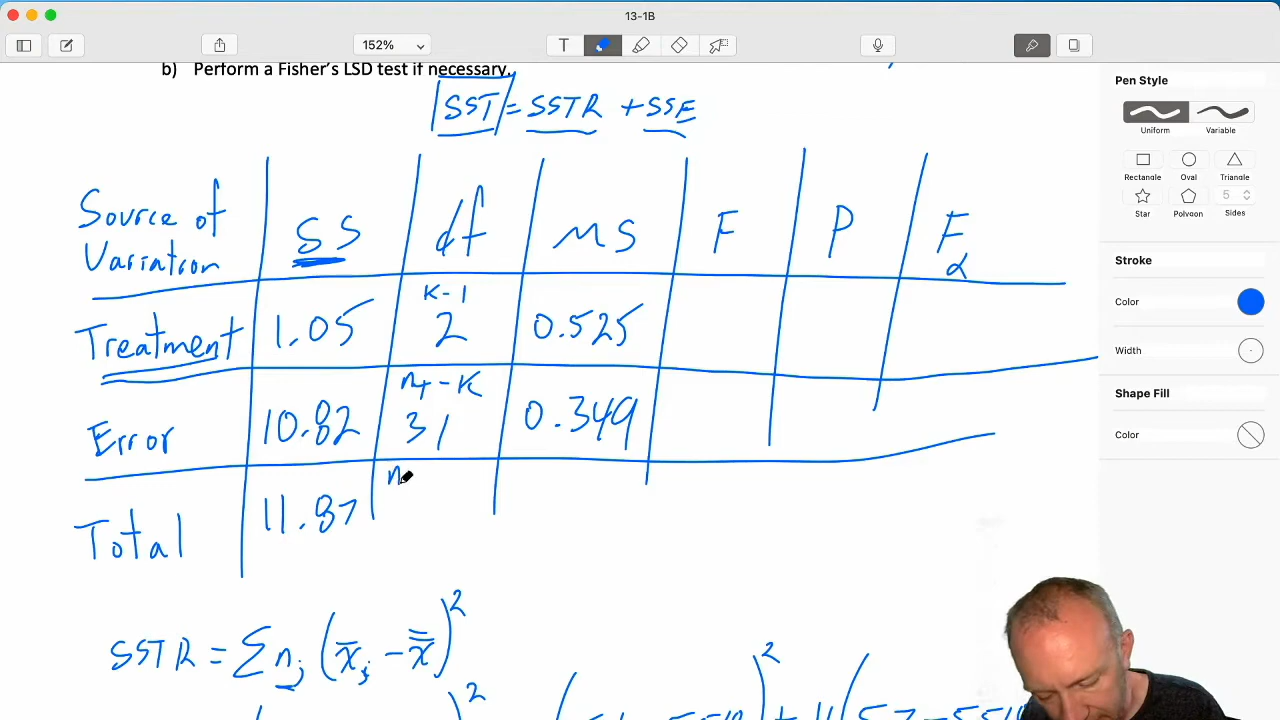 13-1B
152%
T
b) Perform a Fisher's LSD test if necessary.
SST = SSTR + SSE
Source of Variation SS df MS F P Fα
Treatment 1.05 K-1 2 0.525
Error 10.82 nT - K 31 0.349
Total 11.87 n
SSTR = Σ nj (x̄j - x̿)²
Pen Style
Uniform Variable
Rectangle Oval Triangle
5
Star Polygon Sides
Stroke
Color
Width
Shape Fill
Color